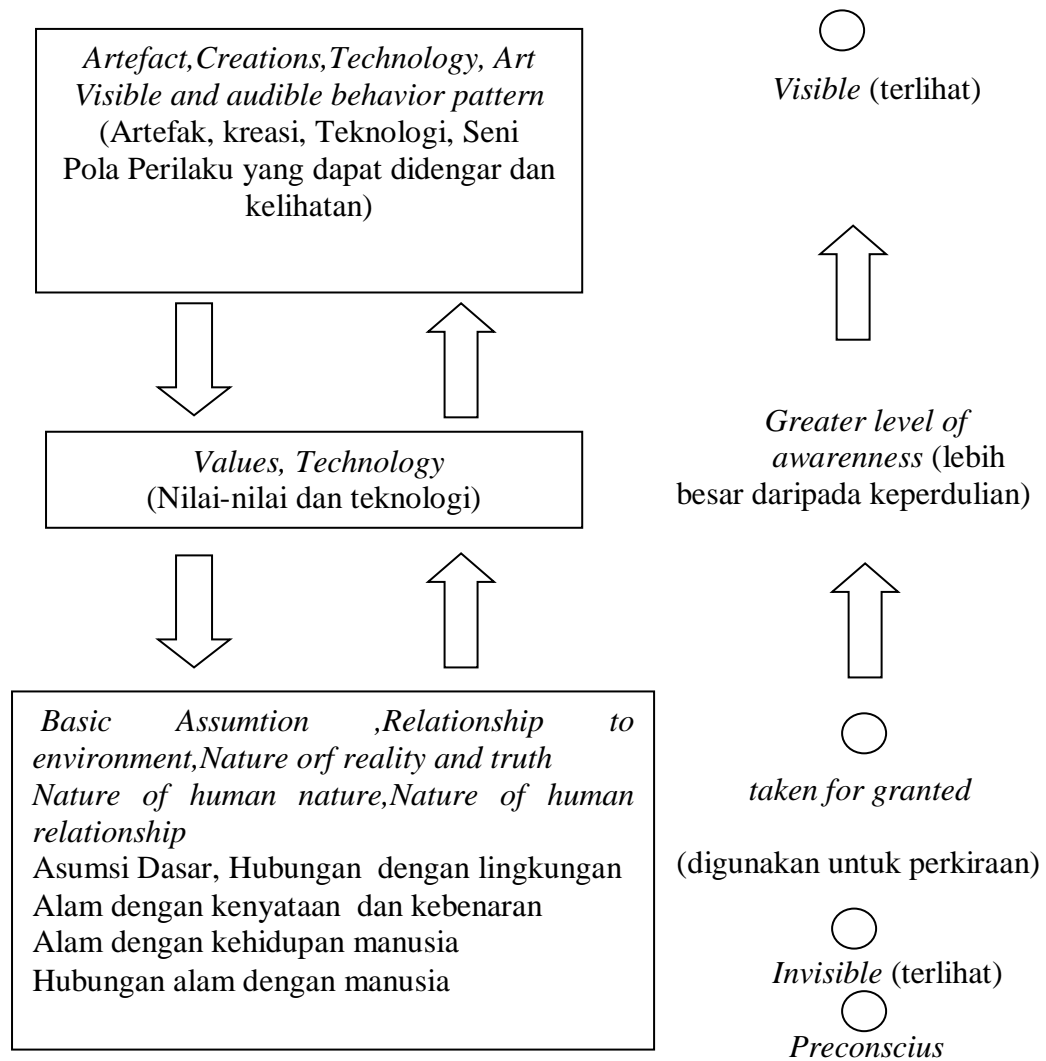 Artefact,Creations,Technology, Art
Visible and audible behavior pattern
(Artefak, kreasi, Teknologi, Seni
Pola Perilaku yang dapat didengar dan
kelihatan)
Visible (terlihat)
Values, Technology
(Nilai-nilai dan teknologi)
Greater level of
awarenness (lebih
besar daripada keperdulian)
Basic Assumtion ,Relationship to
environment,Nature orf reality and truth
Nature of human nature,Nature of human
relationship
Asumsi Dasar, Hubungan dengan lingkungan
Alam dengan kenyataan dan kebenaran
Alam dengan kehidupan manusia
Hubungan alam dengan manusia
taken for granted
(digunakan untuk perkiraan)
Invisible (terlihat)
Preconscius